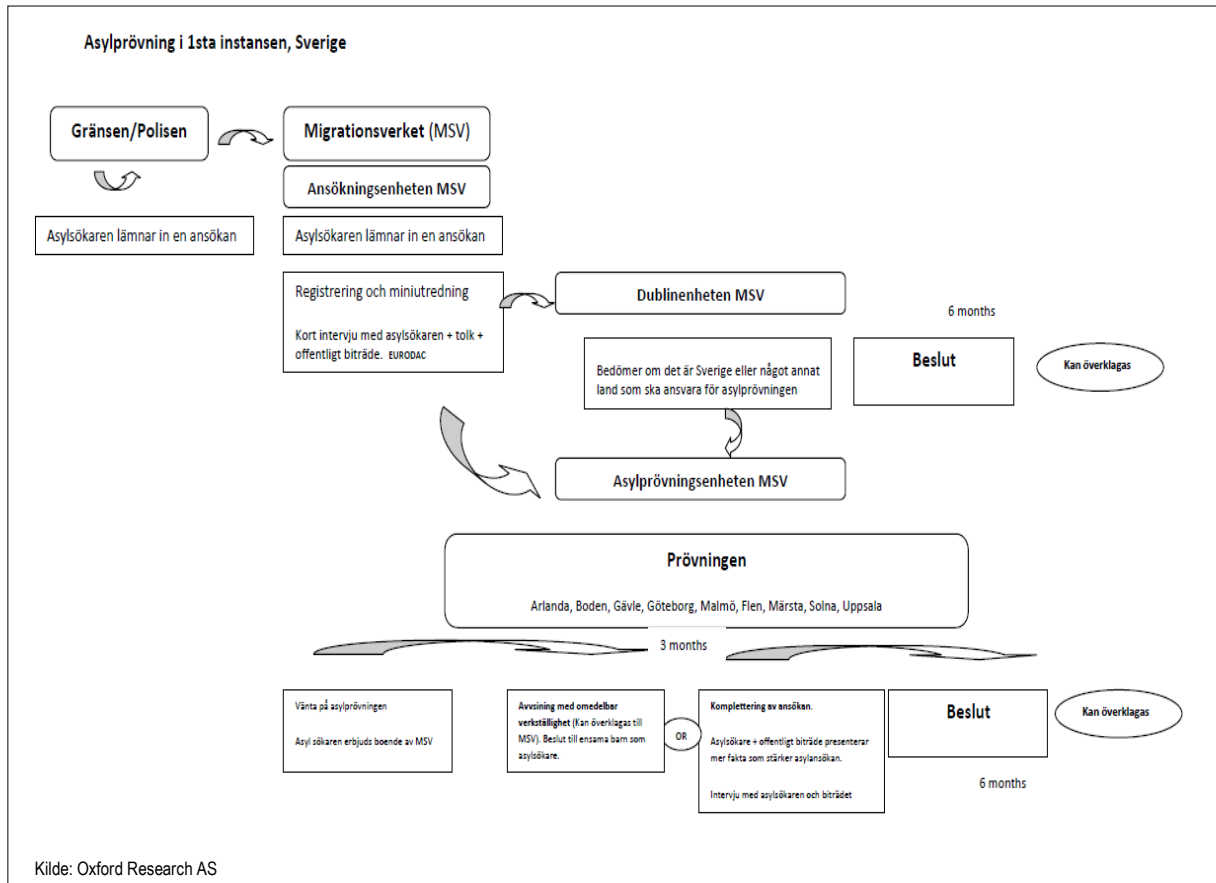 Asylprövning i 1sta instansen, Sverige
Gränsen/Polisen
Migrationsverket (MSV)
Ansökningsenheten MSV
Asylsökaren lämnar in en ansökan
Asylsökaren lämnar in en ansökan
Registrering och miniutredning
Kort intervju med asylsökaren + tolk +
offentligt biträde. EURODAC
Dublinenheten MSV
6 months
Bedömer om det är Sverige eller något annat
land som ska ansvara för asylprövningen
Beslut
Kan överklagas
Asylprövningsenheten MSV
Prövningen
Arlanda, Boden, Gävle, Göteborg, Malmö, Flen, Märsta, Solna, Uppsala
3 months
Vänta på asylprövningen
Asyl sökaren erbjuds boende av MSV
Avvsining med omedelbar
verkställighet (Kan överklagas till
MSV). Beslut till ensama barn som
asylsökare.
OR
Komplettering av ansökan.
Asylsökare + offentligt biträde presenterar
mer fakta som stärker asylansökan.
Intervju med asylsökaren och biträdet
Beslut
Kan överklagas
6 months
Kilde: Oxford Research AS